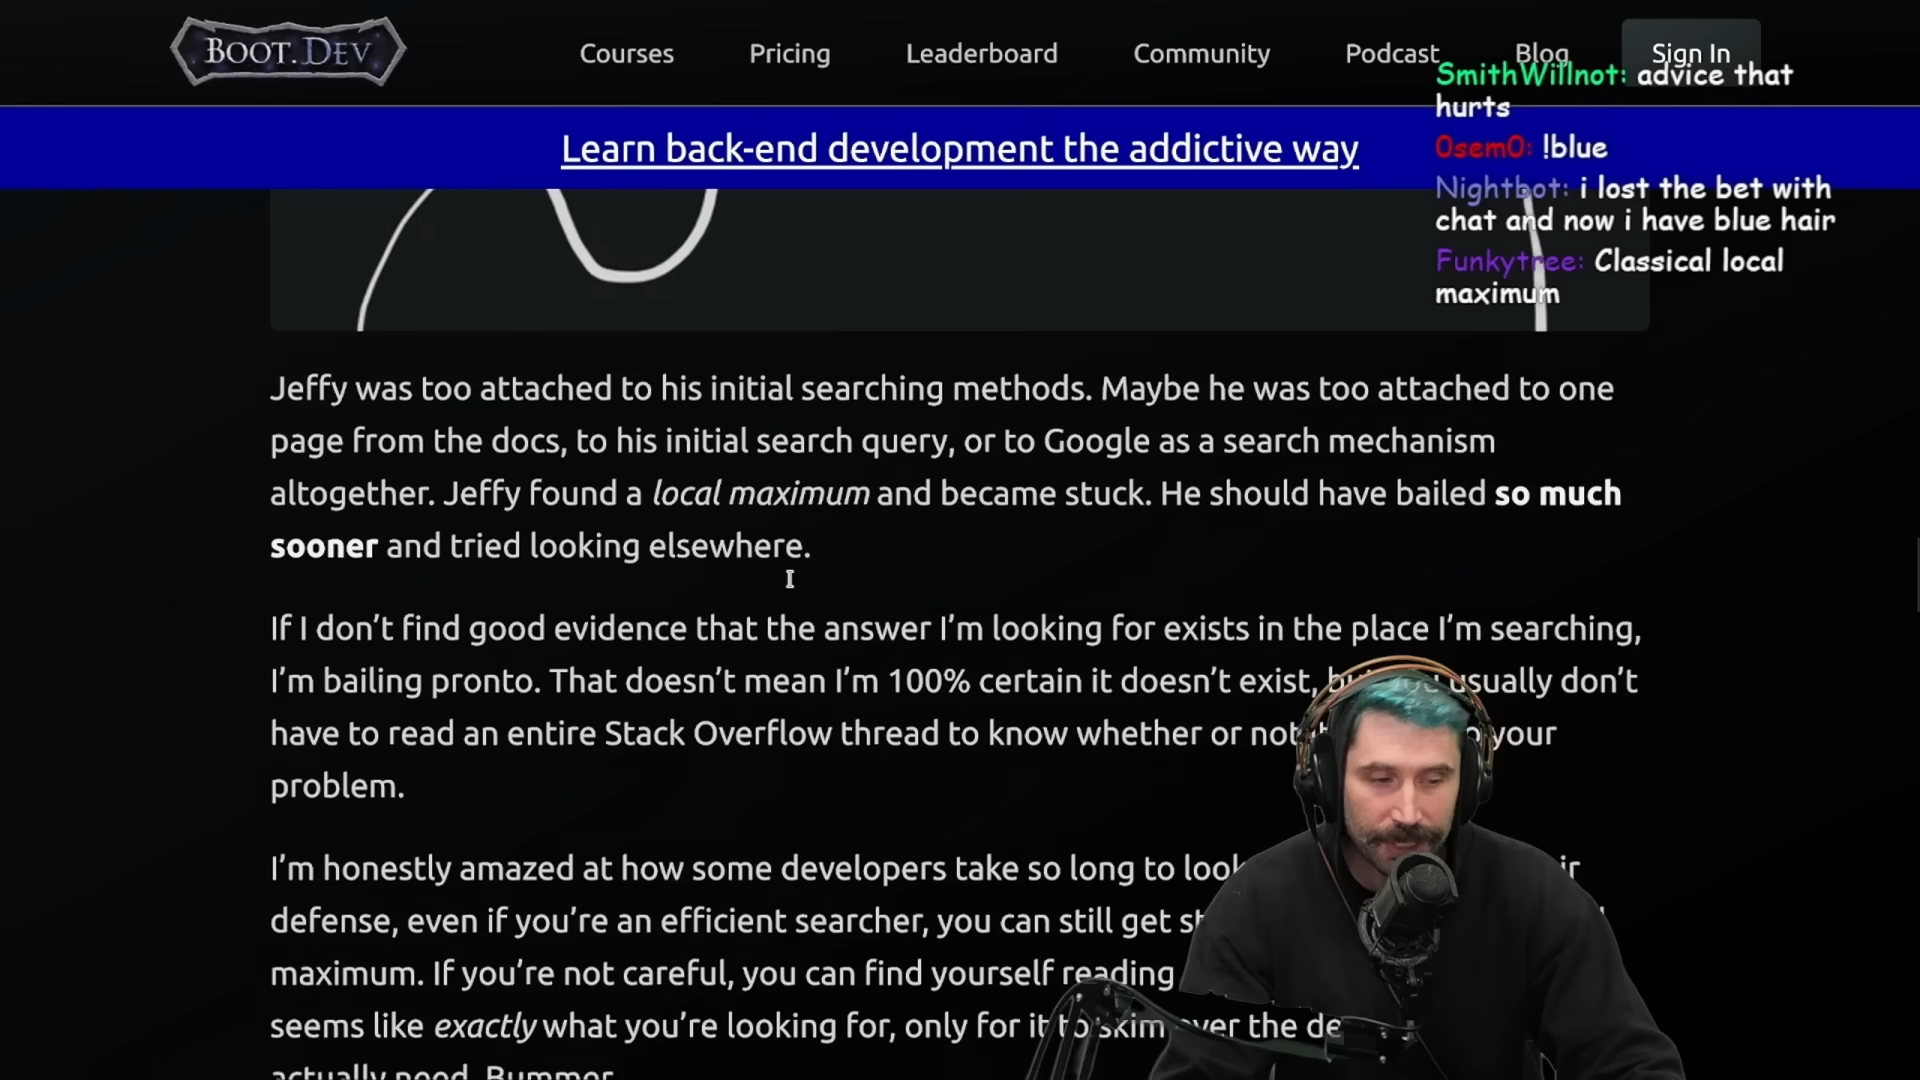 BOOT.DEV
Courses Pricing Leaderboard Community Podcast Blog Sign In
Learn back-end development the addictive way
SmithWillnot: advice that
hurts
0sem0: !blue
Nightbot: i lost the bet with
chat and now i have blue hair
Funkytree: Classical local
maximum
Jeffy was too attached to his initial searching methods. Maybe he was too attached to one
page from the docs, to his initial search query, or to Google as a search mechanism
altogether. Jeffy found a local maximum and became stuck. He should have bailed so much
sooner and tried looking elsewhere.
If I don’t find good evidence that the answer I’m looking for exists in the place I’m searching,
I’m bailing pronto. That doesn’t mean I’m 100% certain it doesn’t exist, but you usually don’t
have to read an entire Stack Overflow thread to know whether or not your
problem.
I’m honestly amazed at how some developers take so long to look
defense, even if you’re an efficient searcher, you can still get
maximum. If you’re not careful, you can find yourself reading
seems like exactly what you’re looking for, only for it to skim over the
actually need. Bummer.